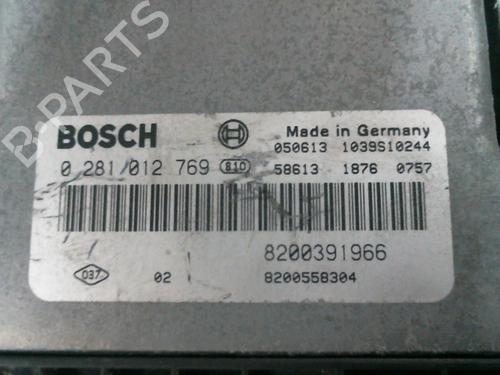 B-PARTS
BOSCH
Made in Germany
050613 1039S10244
0 281 012 769 810
58613 1876 0757
8200391966
037 02 8200558304